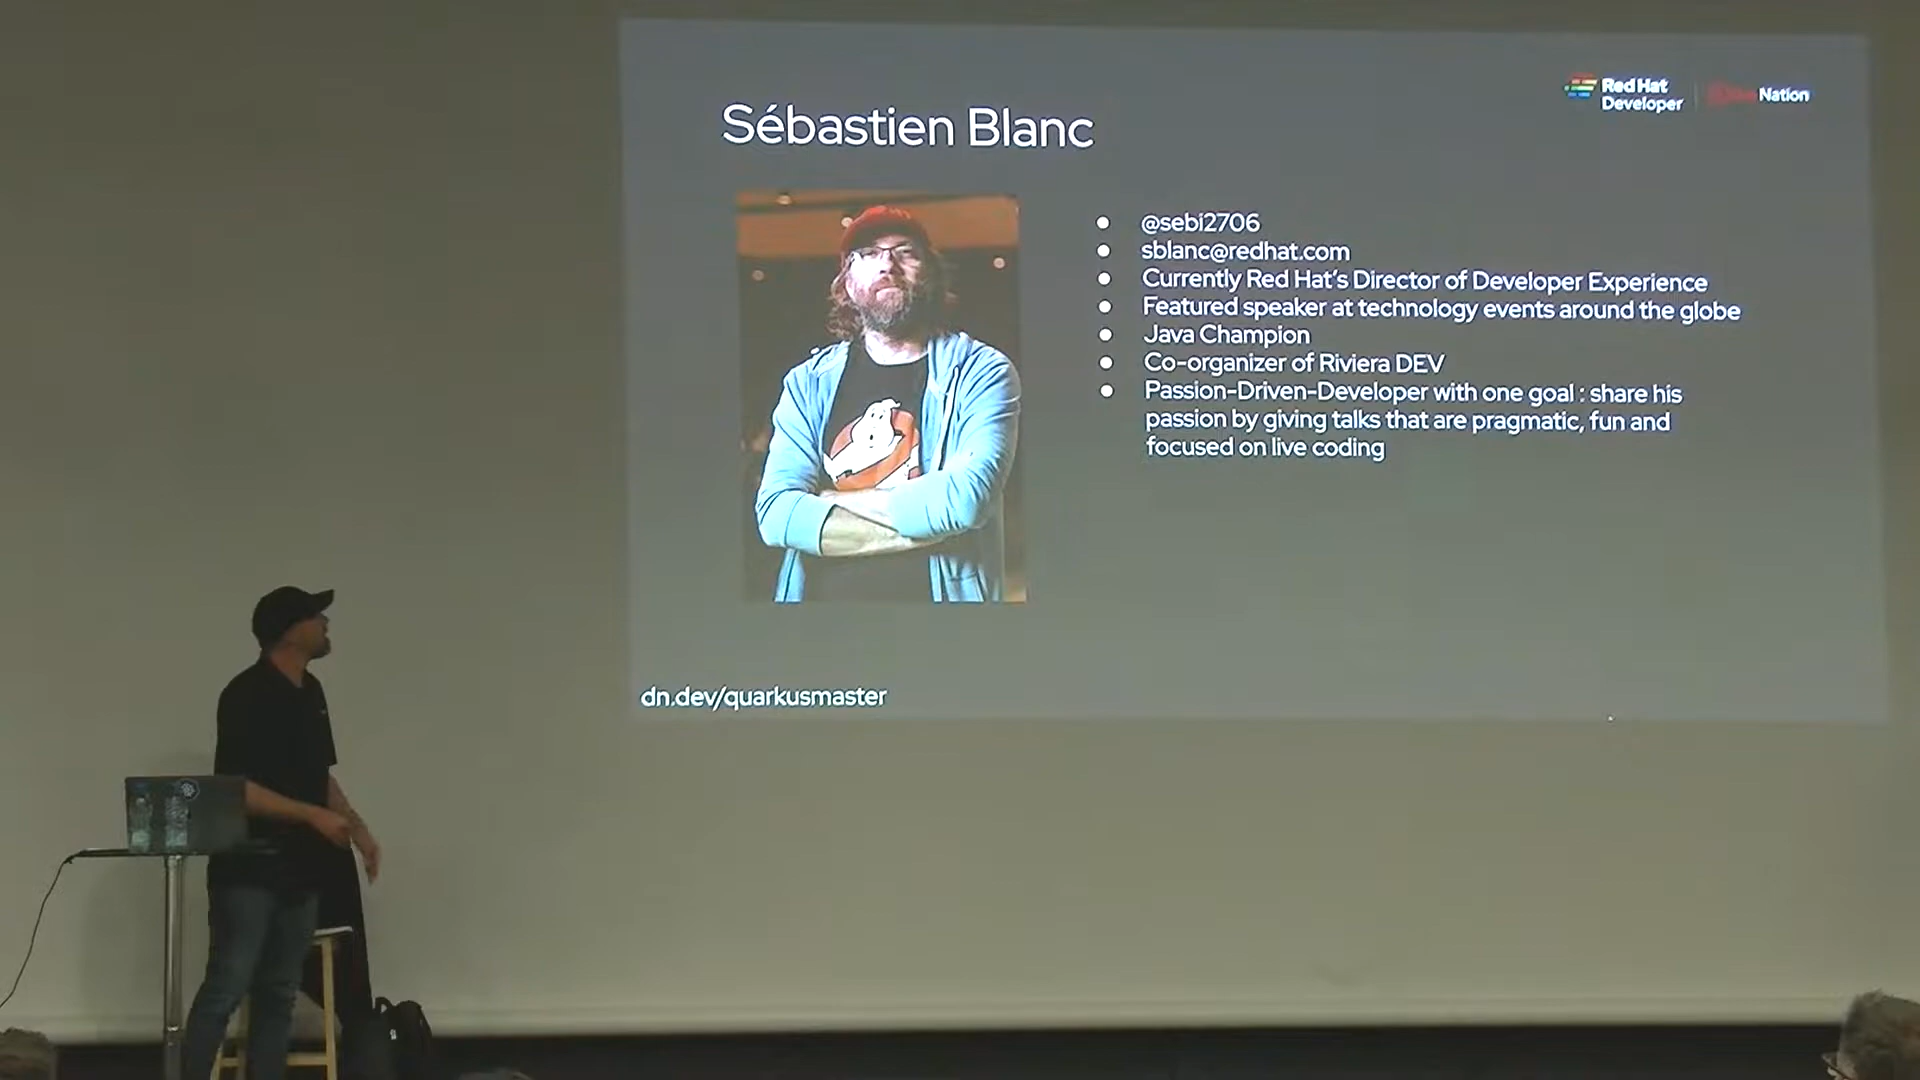 Sébastien Blanc
Red Hat
Developer
Nation
@sebi2706
sblanc@redhat.com
Currently Red Hat's Director of Developer Experience
Featured speaker at technology events around the globe
Java Champion
Co-organizer of Riviera DEV
Passion-Driven-Developer with one goal : share his
passion by giving talks that are pragmatic, fun and
focused on live coding
dn.dev/quarkusmaster